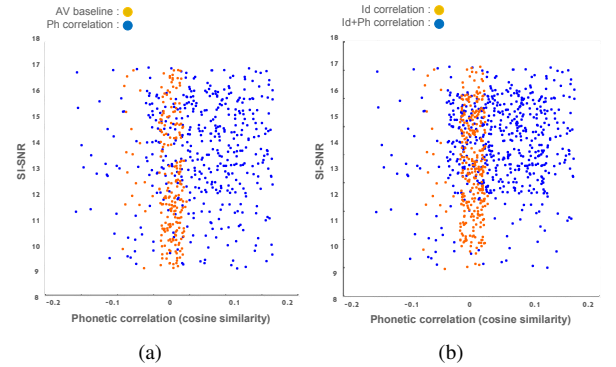 AV baseline :
Ph correlation :
18
17
16
15
14
13
12
11
10
9
8
SI-SNR
−0.2 −0.1 0 0.1 0.2
Phonetic correlation (cosine similarity)
(a)
Id correlation :
Id+Ph correlation :
18
17
16
15
14
13
12
11
10
9
8
SI-SNR
−0.2 −0.1 0 0.1 0.2
Phonetic correlation (cosine similarity)
(b)